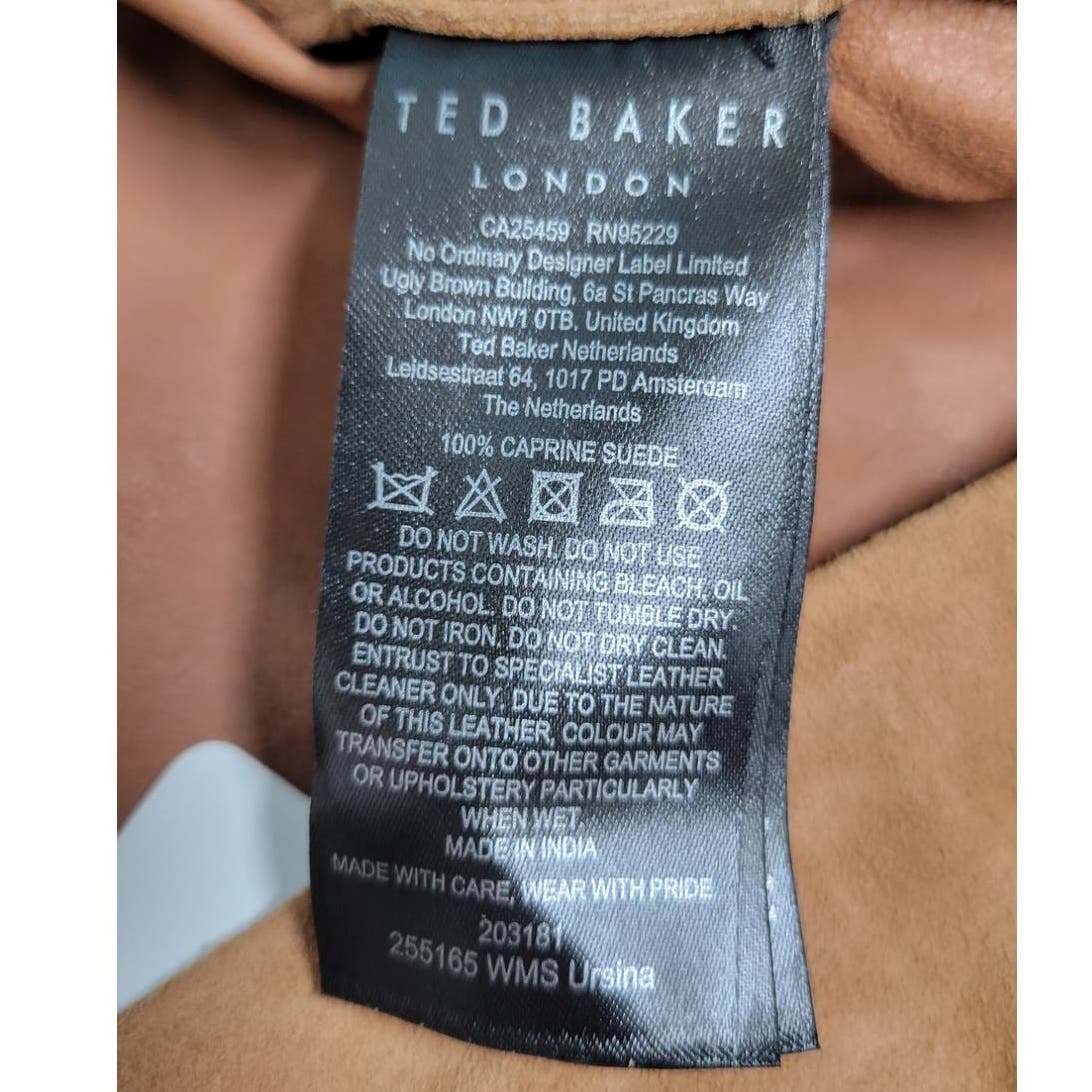 TED BAKER
LONDON
CA25459 RN95229
No Ordinary Designer Label Limited
Ugly Brown Building, 6a St Pancras Way
London NW1 0TB. United Kingdom
Ted Baker Netherlands
Leidsestraat 64, 1017 PD Amsterdam
The Netherlands
100% CAPRINE SUEDE
DO NOT WASH. DO NOT USE
PRODUCTS CONTAINING BLEACH, OIL
OR ALCOHOL. DO NOT TUMBLE DRY.
DO NOT IRON. DO NOT DRY CLEAN.
ENTRUST TO SPECIALIST LEATHER
CLEANER ONLY. DUE TO THE NATURE
OF THIS LEATHER, COLOUR MAY
TRANSFER ONTO OTHER GARMENTS
OR UPHOLSTERY PARTICULARLY
WHEN WET.
MADE IN INDIA
MADE WITH CARE, WEAR WITH PRIDE
203181
255165 WMS Ursina